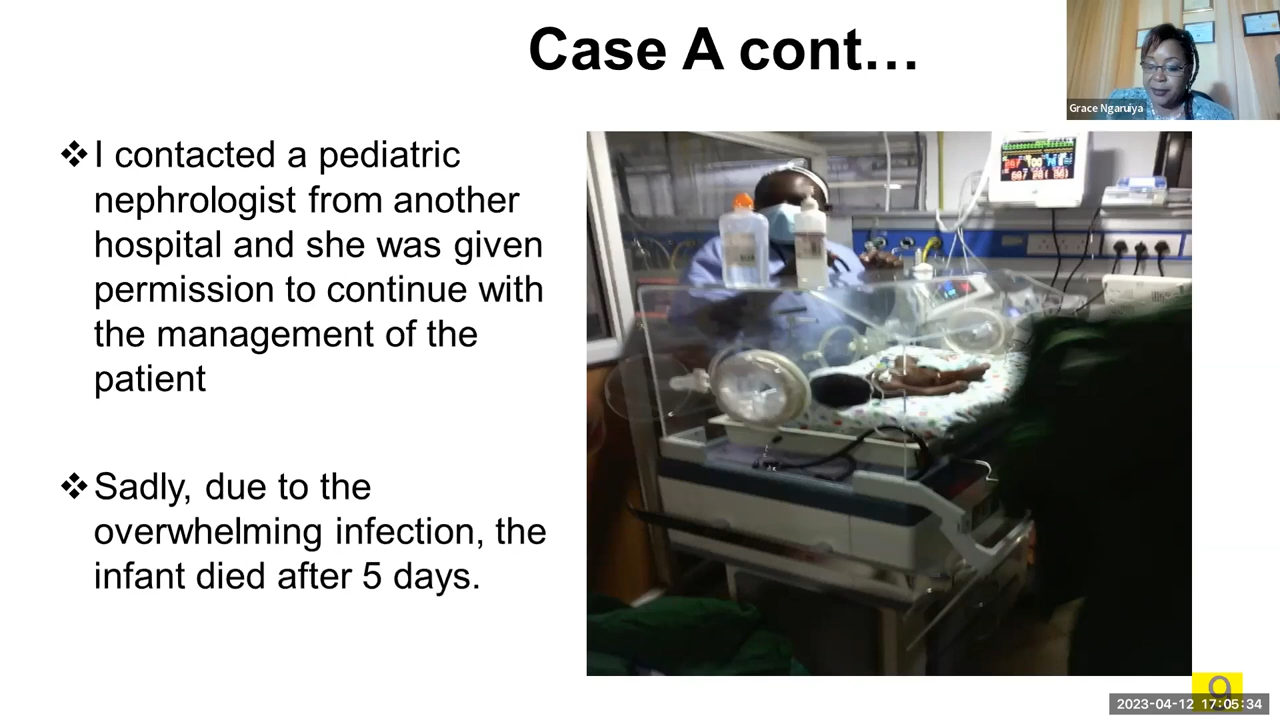 Case A cont…
Grace Ngaruiya
❖I contacted a pediatric
nephrologist from another
hospital and she was given
permission to continue with
the management of the
patient
❖Sadly, due to the
overwhelming infection, the
infant died after 5 days.
9
2023-04-12 17:05:34